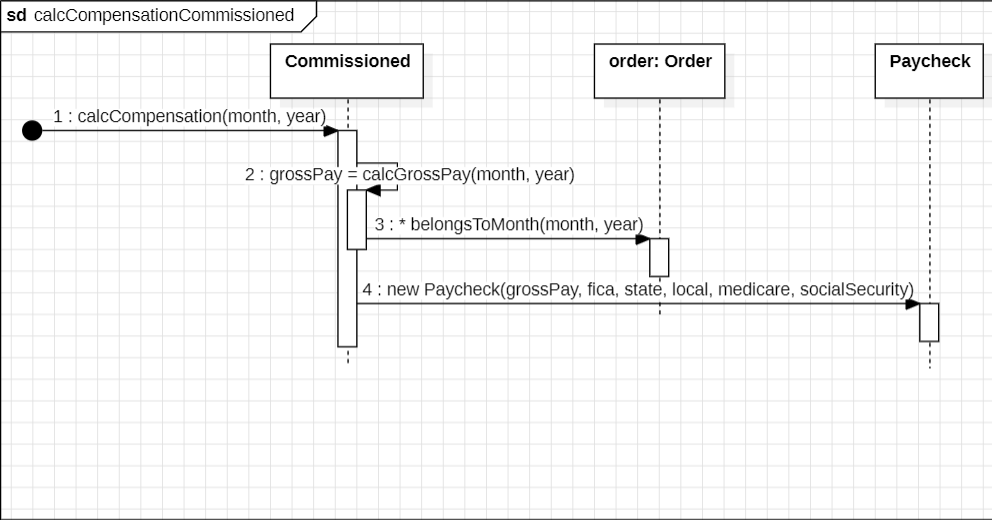 sd calcCompensationCommissioned
Commissioned
order: Order
Paycheck
1 : calcCompensation(month, year)
2 : grossPay = calcGrossPay(month, year)
3 : * belongsToMonth(month, year)
4 : new Paycheck(grossPay, fica, state, local, medicare, socialSecurity)